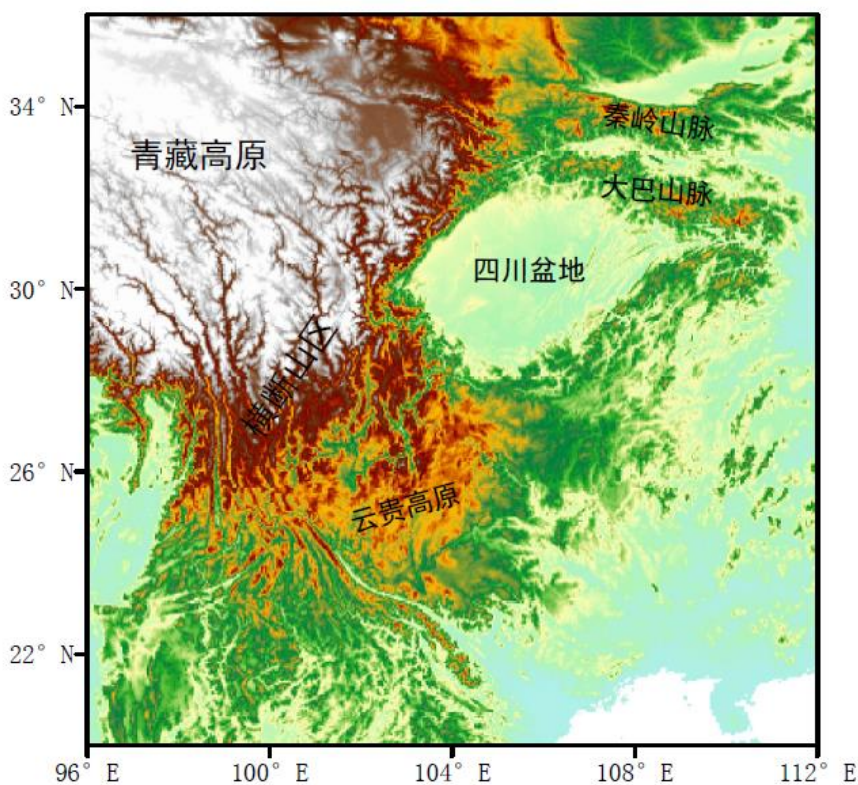 34° N
秦岭山脉
青藏高原
大巴山脉
30° N
四川盆地
横断山区
26° N
云贵高原
22° N
96° E
100° E
104° E
108° E
112° E